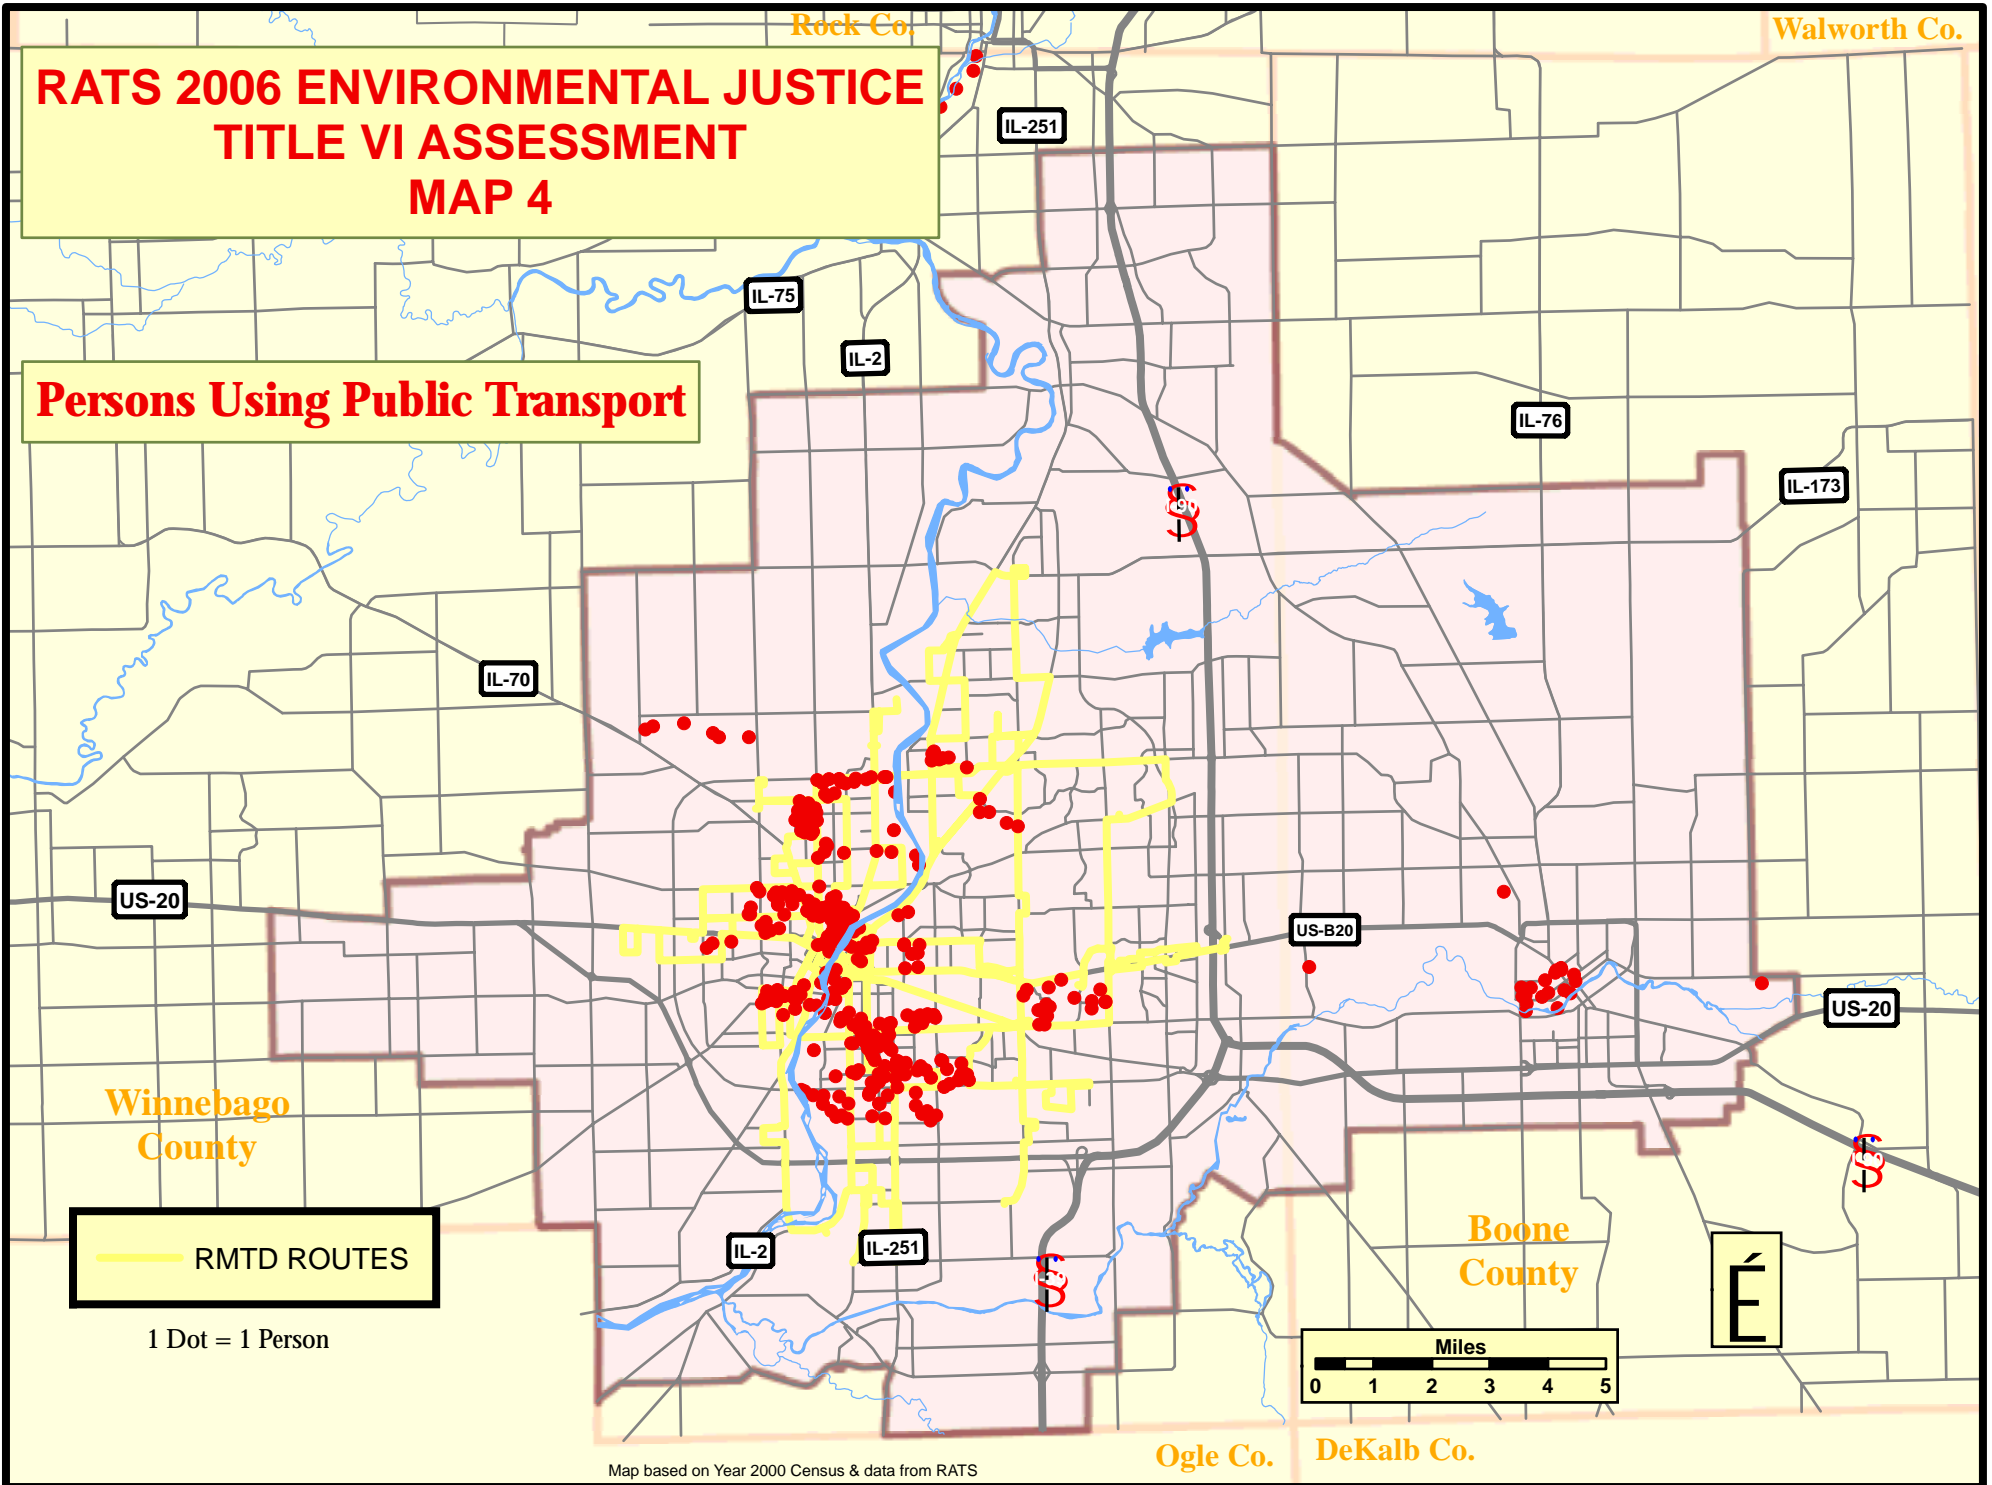 Rock Co.
Walworth Co.
RATS 2006 ENVIRONMENTAL JUSTICE
TITLE VI ASSESSMENT
MAP 4
IL-251
IL-75
IL-2
Persons Using Public Transport
IL-76
IL-173
IL-70
US-20
US-B20
US-20
Winnebago
County
RMTD ROUTES
1 Dot = 1 Person
IL-2
IL-251
Boone
County
É
Miles
0 1 2 3 4 5
Ogle Co.
DeKalb Co.
Map based on Year 2000 Census & data from RATS